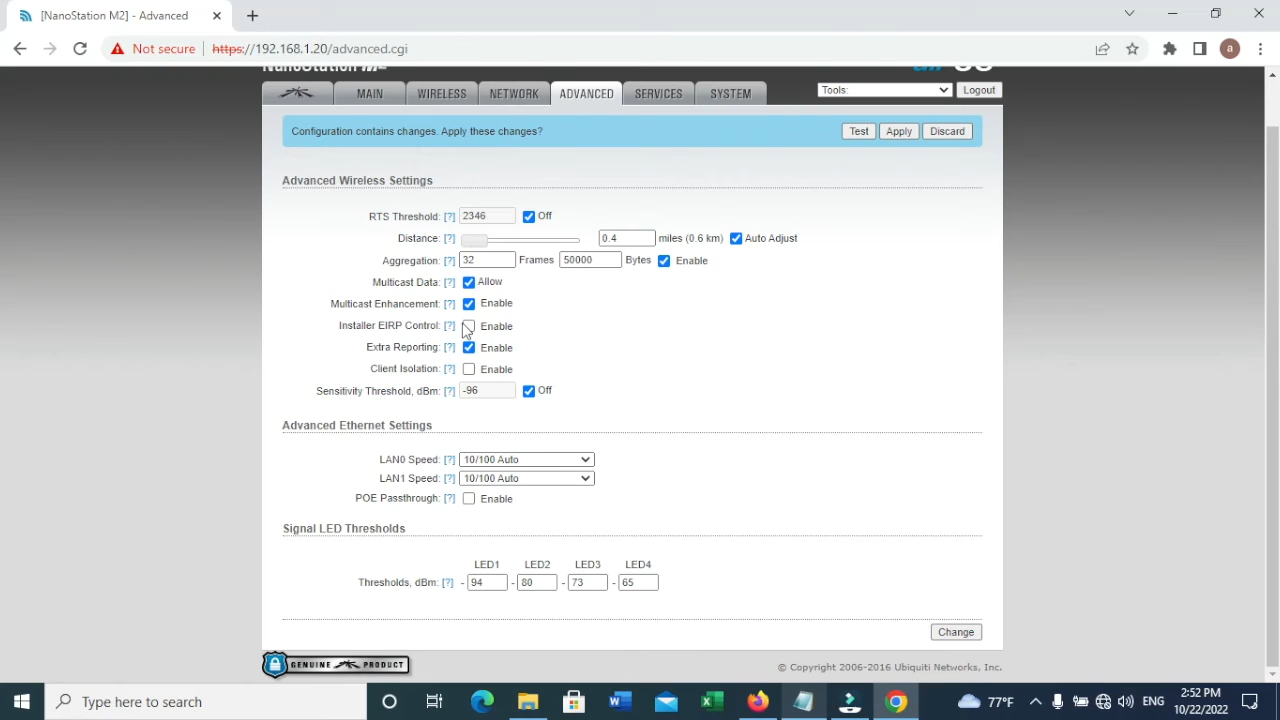 [NanoStation M2] - Advanced
Not secure https://192.168.1.20/advanced.cgi
a
NanoStation M2
MAIN WIRELESS NETWORK ADVANCED SERVICES SYSTEM Tools: Logout
Configuration contains changes. Apply these changes? Test Apply Discard
Advanced Wireless Settings
RTS Threshold: [?] 2346 Off
Distance: [?] 0.4 miles (0.6 km) Auto Adjust
Aggregation: [?] 32 Frames 50000 Bytes Enable
Multicast Data: [?] Allow
Multicast Enhancement: [?] Enable
Installer EIRP Control: [?] Enable
Extra Reporting: [?] Enable
Client Isolation: [?] Enable
Sensitivity Threshold, dBm: [?] -96 Off
Advanced Ethernet Settings
LAN0 Speed: [?] 10/100 Auto
LAN1 Speed: [?] 10/100 Auto
POE Passthrough: [?] Enable
Signal LED Thresholds
LED1 LED2 LED3 LED4
Thresholds, dBm: [?] - 94 - 80 - 73 - 65
Change
GENUINE PRODUCT
© Copyright 2006-2016 Ubiquiti Networks, Inc.
Type here to search
77°F
ENG
2:52 PM
10/22/2022